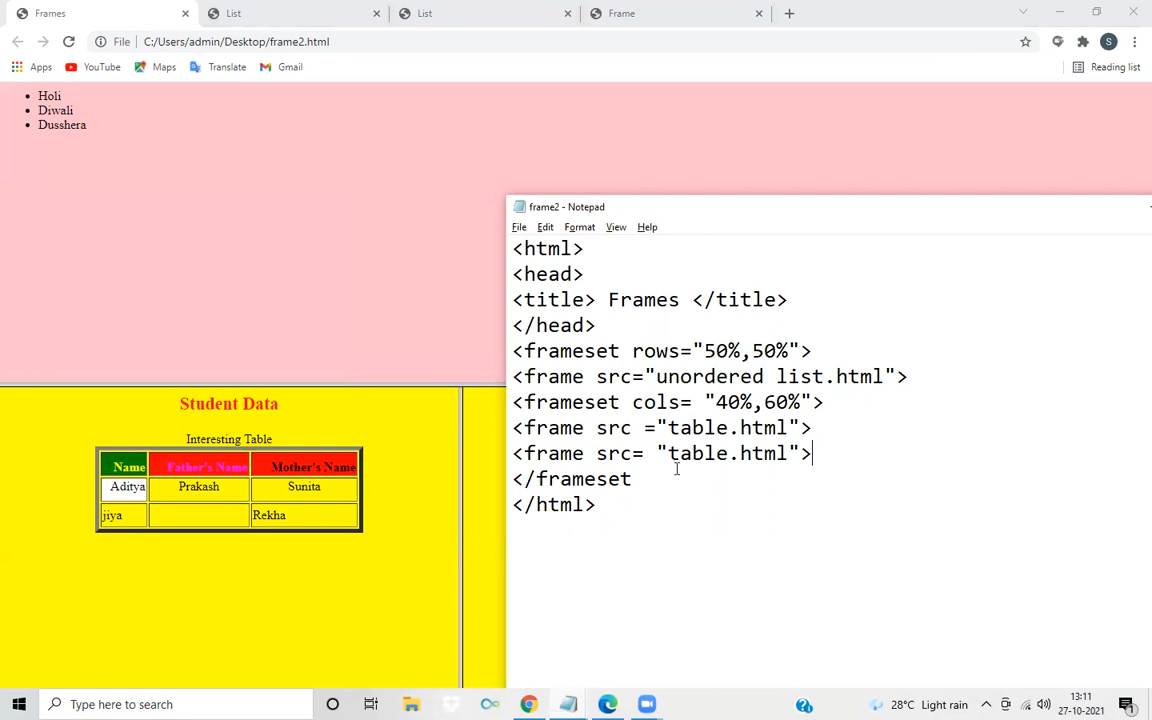 Frames
List
List
Frame
File C:/Users/admin/Desktop/frame2.html
S
Apps YouTube Maps Translate Gmail Reading list
Holi
Diwali
Dusshera
frame2 - Notepad
File Edit Format View Help
<html>
<head>
<title> Frames </title>
</head>
<frameset rows="50%,50%">
<frame src="unordered list.html">
<frameset cols= "40%,60%">
<frame src ="table.html">
<frame src= "table.html">
</frameset
</html>
Student Data
Interesting Table
Name Father's Name Mother's Name
Aditya Prakash Sunita
jiya Rekha
Type here to search
28°C Light rain
13:11
27-10-2021
1